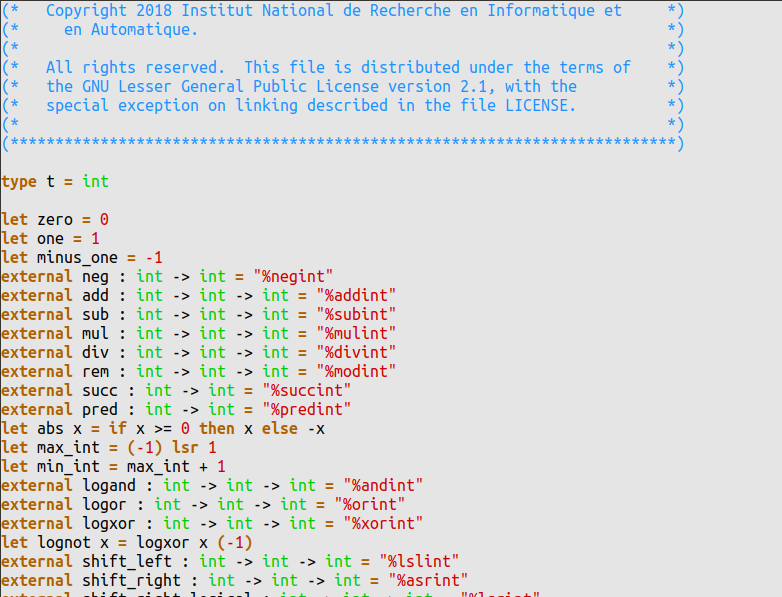 (*   Copyright 2018 Institut National de Recherche en Informatique et     *)
(*     en Automatique.                                                    *)
(*                                                                        *)
(*   All rights reserved.  This file is distributed under the terms of    *)
(*   the GNU Lesser General Public License version 2.1, with the          *)
(*   special exception on linking described in the file LICENSE.          *)
(*                                                                        *)
(**************************************************************************)
type t = int
let zero = 0
let one = 1
let minus_one = -1
external neg : int -> int = "%negint"
external add : int -> int -> int = "%addint"
external sub : int -> int -> int = "%subint"
external mul : int -> int -> int = "%mulint"
external div : int -> int -> int = "%divint"
external rem : int -> int -> int = "%modint"
external succ : int -> int = "%succint"
external pred : int -> int = "%predint"
let abs x = if x >= 0 then x else -x
let max_int = (-1) lsr 1
let min_int = max_int + 1
external logand : int -> int -> int = "%andint"
external logor : int -> int -> int = "%orint"
external logxor : int -> int -> int = "%xorint"
let lognot x = logxor x (-1)
external shift_left : int -> int -> int = "%lslint"
external shift_right : int -> int -> int = "%asrint"
external shift_right_logical : int -> int -> int = "%lsrint"